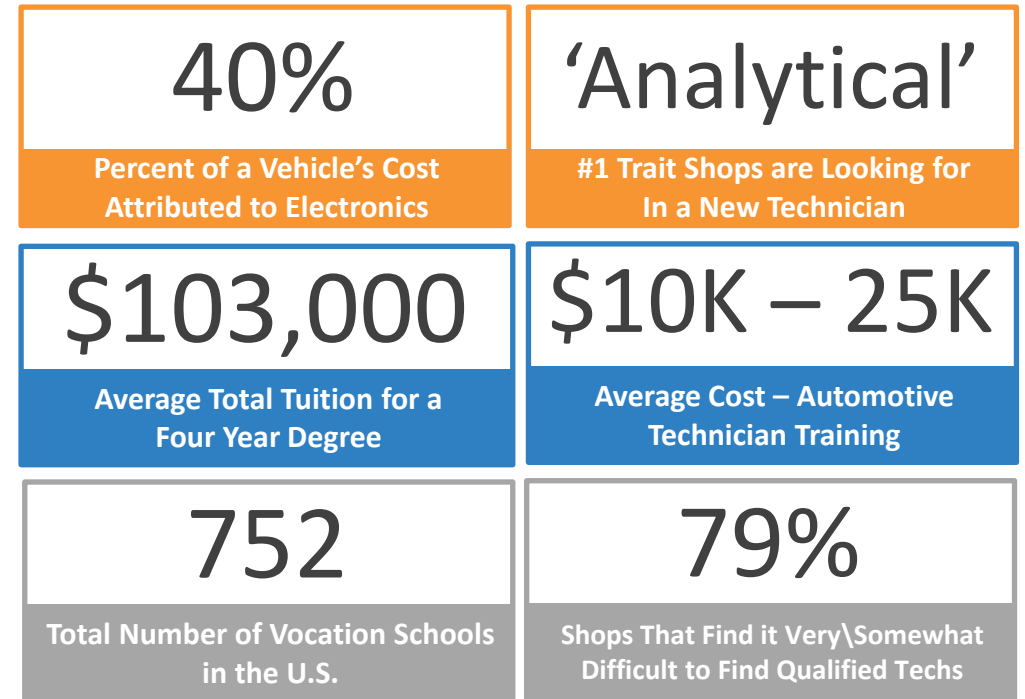 40%
Percent of a Vehicle’s Cost
Attributed to Electronics
‘Analytical’
#1 Trait Shops are Looking for
In a New Technician
$103,000
Average Total Tuition for a
Four Year Degree
$10K – 25K
Average Cost – Automotive
Technician Training
752
Total Number of Vocation Schools
in the U.S.
79%
Shops That Find it Very\Somewhat
Difficult to Find Qualified Techs